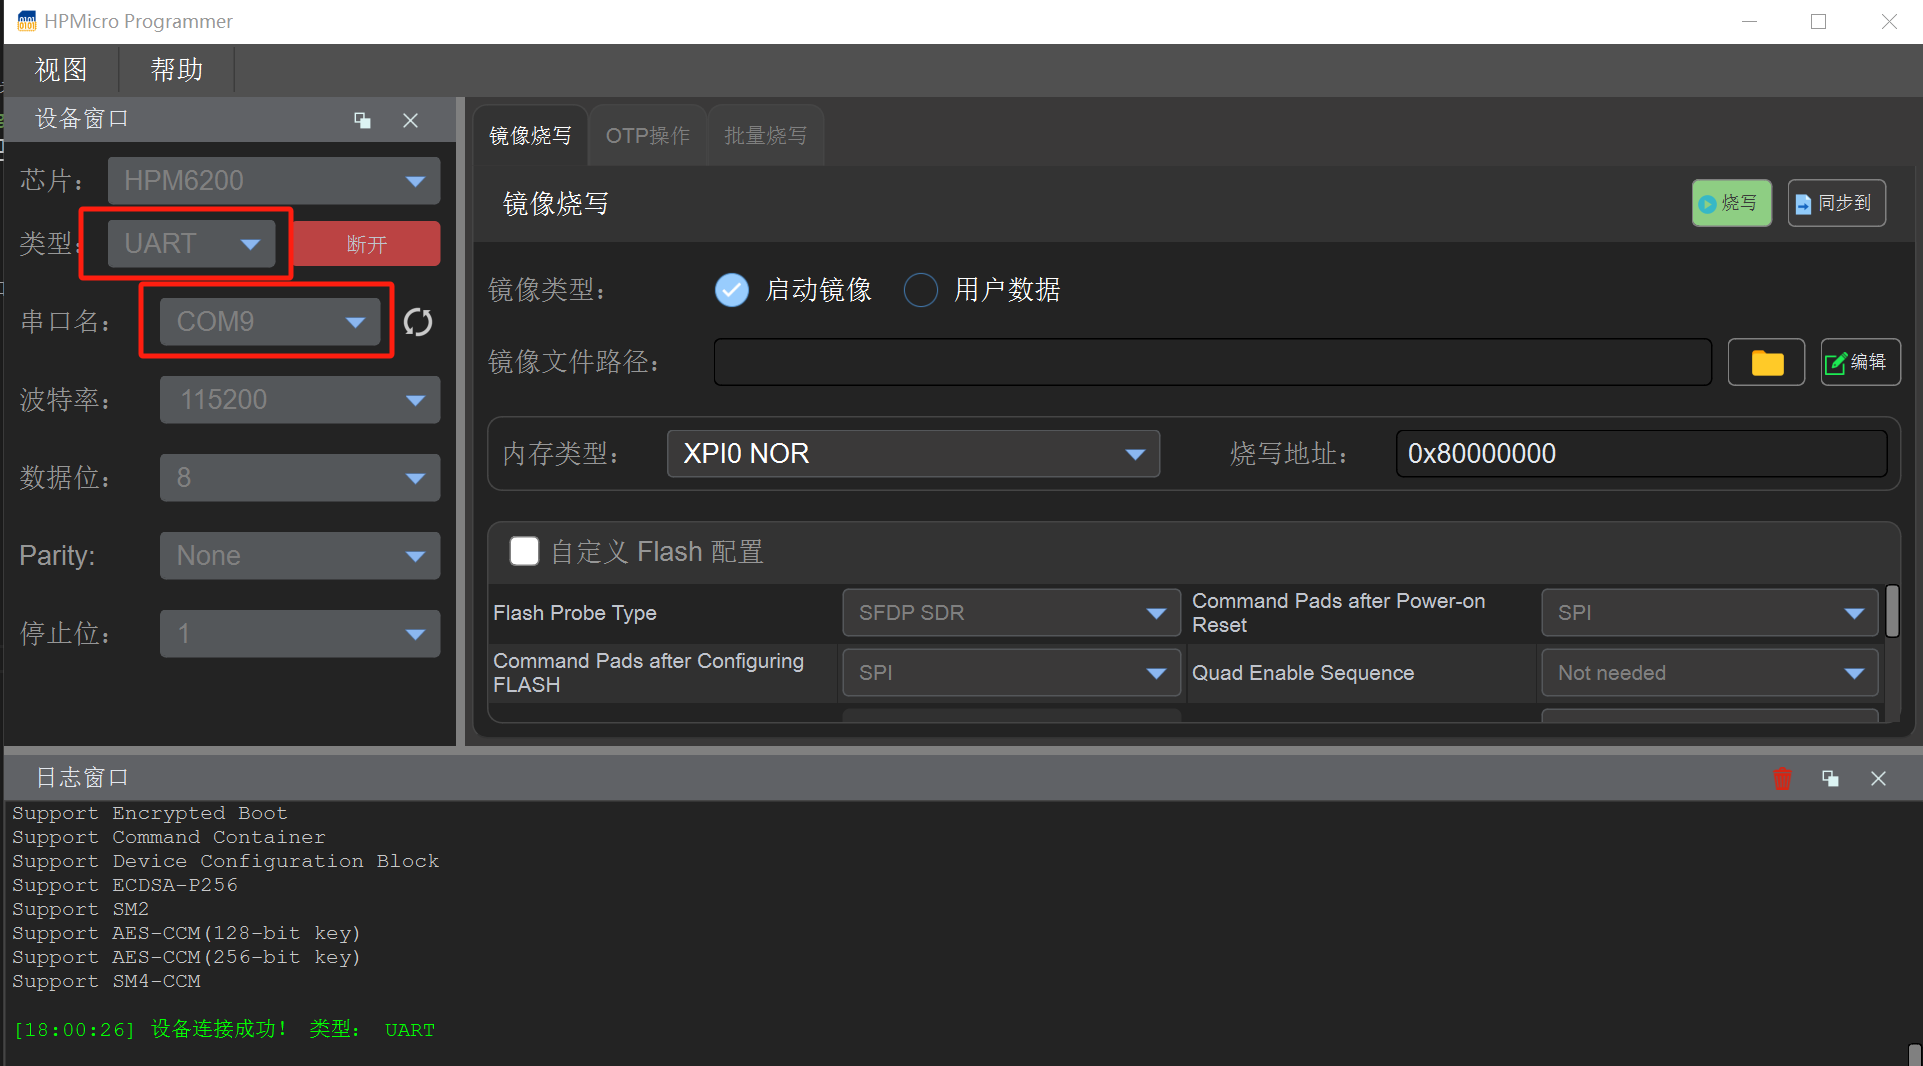 HPMicro Programmer
视图
帮助
设备窗口
芯片：
HPM6200
类型：
UART
断开
串口名：
COM9
波特率：
115200
数据位：
8
Parity:
None
停止位：
1
镜像烧写
OTP操作
批量烧写
镜像烧写
烧写
同步到
镜像类型：
启动镜像
用户数据
镜像文件路径：
编辑
内存类型：
XPI0 NOR
烧写地址：
0x80000000
自定义 Flash 配置
Flash Probe Type
SFDP SDR
Command Pads after Power-on
Reset
SPI
Command Pads after Configuring
FLASH
SPI
Quad Enable Sequence
Not needed
日志窗口
Support Encrypted Boot
Support Command Container
Support Device Configuration Block
Support ECDSA-P256
Support SM2
Support AES-CCM(128-bit key)
Support AES-CCM(256-bit key)
Support SM4-CCM
[18:00:26] 设备连接成功！ 类型： UART